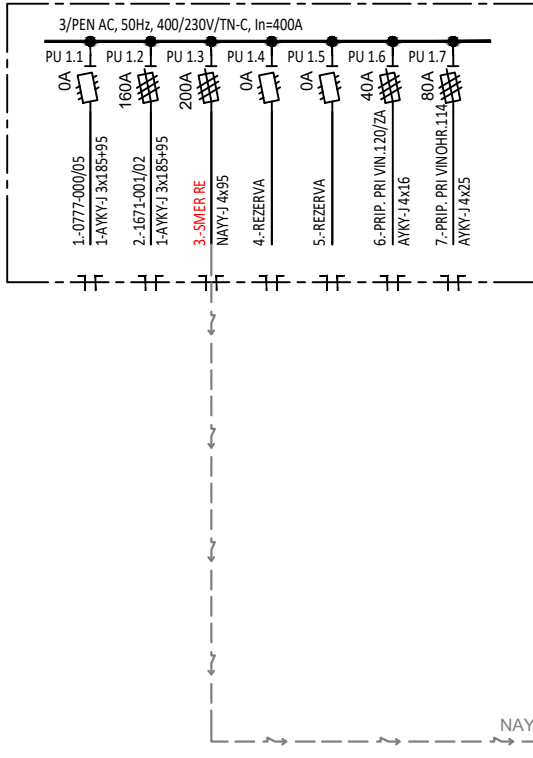 3/PEN AC, 50Hz, 400/230V/TN-C, In=400A
PU 1.1
0A
1.-0777-000/05
1-AYKY-J 3x185+95
PU 1.2
160A
2.-1671-001/02
1-AYKY-J 3x185+95
PU 1.3
200A
3.-SMER RE
NAYY-J 4x95
PU 1.4
0A
4.-REZERVA
PU 1.5
0A
5.-REZERVA
PU 1.6
40A
6.-PRIP. PRI VIN.120/ZA
AYKY-J 4x16
PU 1.7
80A
7.-PRIP. PRI VINOHR.114
AYKY-J 4x25
NAY